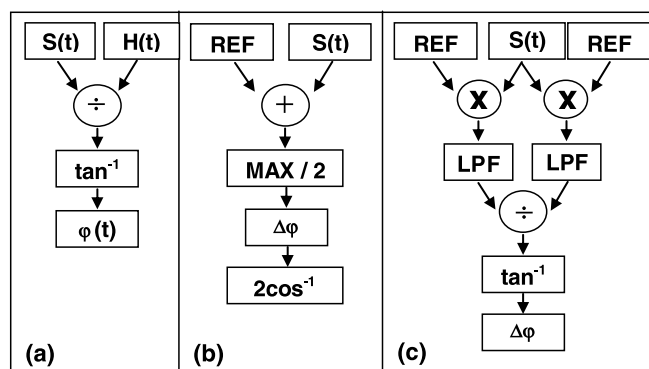 S(t) H(t)
÷
tan⁻¹
φ(t)
(a)
REF S(t)
+
MAX / 2
Δφ
2cos⁻¹
(b)
REF S(t) REF
X X
LPF LPF
÷
tan⁻¹
Δφ
(c)